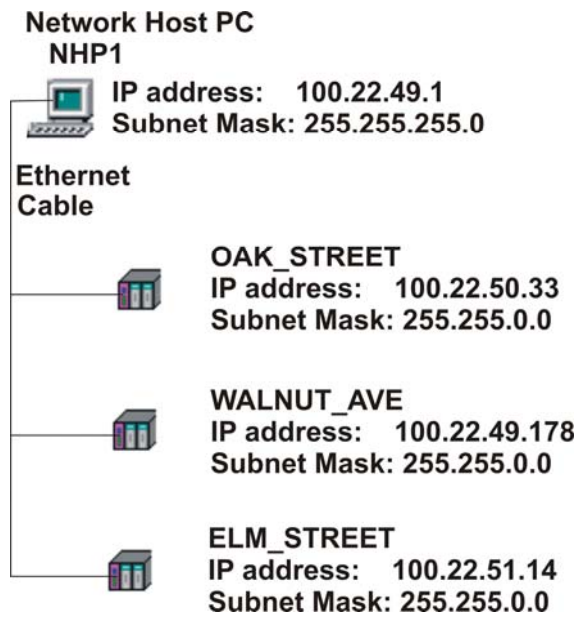 Network Host PC
NHP1
IP address: 100.22.49.1
Subnet Mask: 255.255.255.0
Ethernet
Cable
OAK_STREET
IP address: 100.22.50.33
Subnet Mask: 255.255.0.0
WALNUT_AVE
IP address: 100.22.49.178
Subnet Mask: 255.255.0.0
ELM_STREET
IP address: 100.22.51.14
Subnet Mask: 255.255.0.0